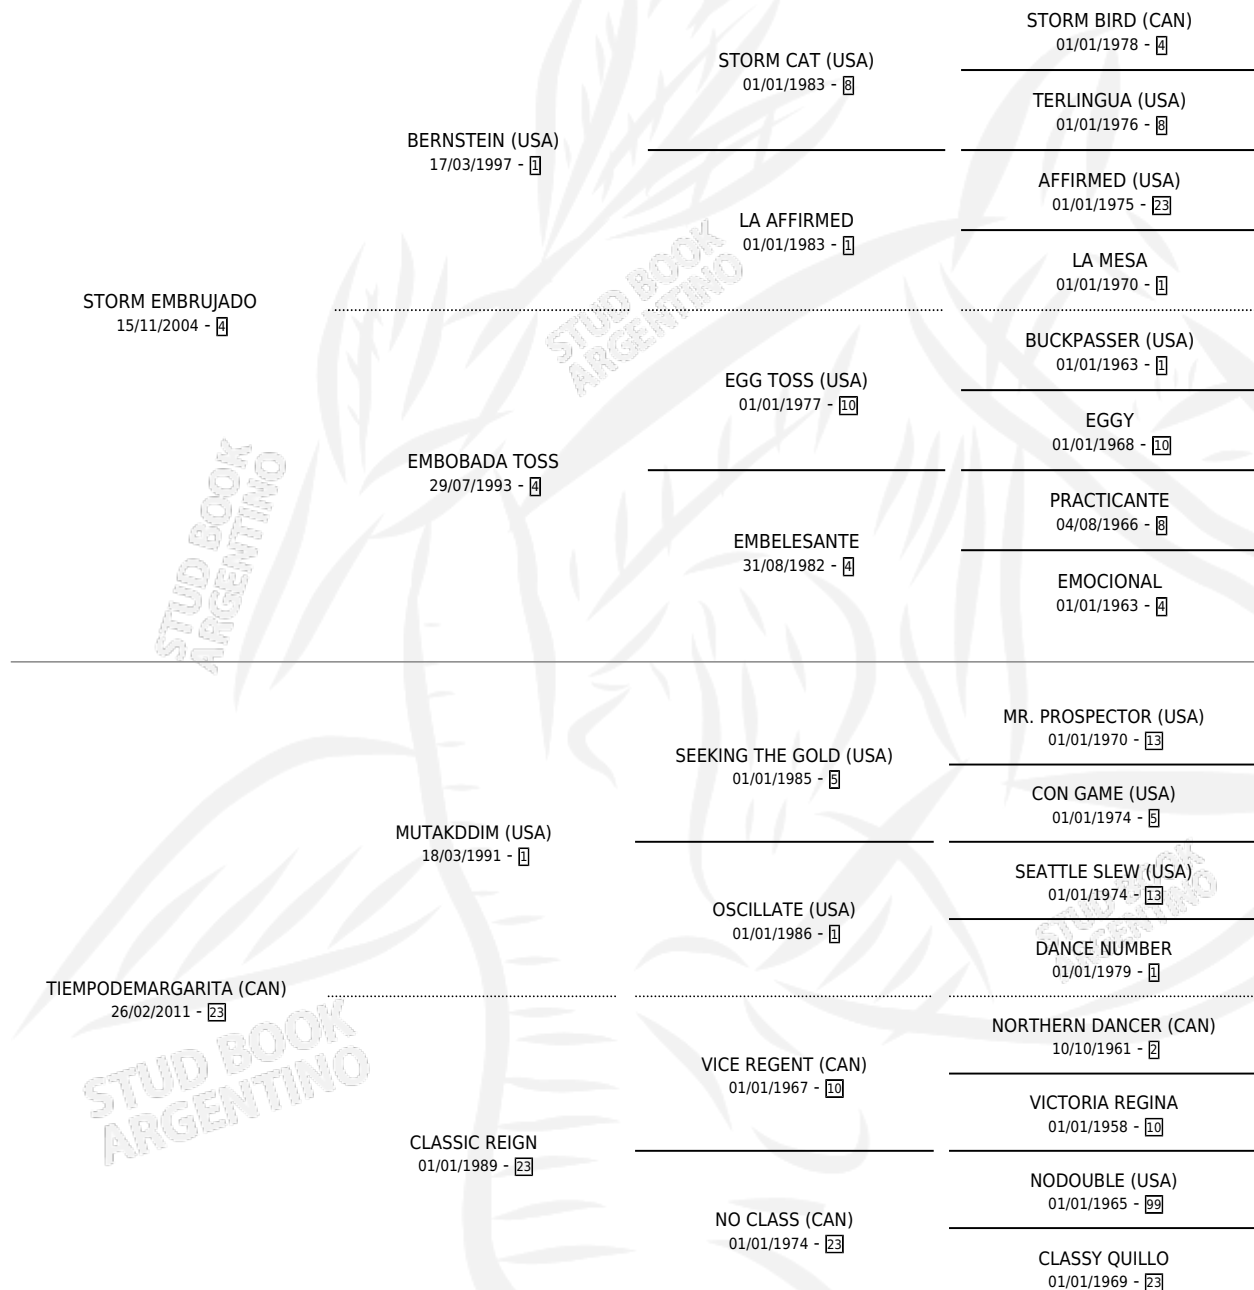 STORM EMBRUJADO
15/11/2004 - 4
BERNSTEIN (USA)
17/03/1997 - 1
STORM CAT (USA)
01/01/1983 - 8
STORM BIRD (CAN)
01/01/1978 - 4
TERLINGUA (USA)
01/01/1976 - 8
LA AFFIRMED
01/01/1983 - 1
AFFIRMED (USA)
01/01/1975 - 23
LA MESA
01/01/1970 - 1
EMBOBADA TOSS
29/07/1993 - 4
EGG TOSS (USA)
01/01/1977 - 10
BUCKPASSER (USA)
01/01/1963 - 1
EGGY
01/01/1968 - 10
EMBELESANTE
31/08/1982 - 4
PRACTICANTE
04/08/1966 - 8
EMOCIONAL
01/01/1963 - 4
TIEMPODEMARGARITA (CAN)
26/02/2011 - 23
MUTAKDDIM (USA)
18/03/1991 - 1
SEEKING THE GOLD (USA)
01/01/1985 - 5
MR. PROSPECTOR (USA)
01/01/1970 - 13
CON GAME (USA)
01/01/1974 - 5
OSCILLATE (USA)
01/01/1986 - 1
SEATTLE SLEW (USA)
01/01/1974 - 13
DANCE NUMBER
01/01/1979 - 1
CLASSIC REIGN
01/01/1989 - 23
VICE REGENT (CAN)
01/01/1967 - 10
NORTHERN DANCER (CAN)
10/10/1961 - 2
VICTORIA REGINA
01/01/1958 - 10
NO CLASS (CAN)
01/01/1974 - 23
NODOUBLE (USA)
01/01/1965 - 99
CLASSY QUILLO
01/01/1969 - 23
STUD BOOK
ARGENTINO
STUD BOOK
ARGENTINO
STUD BOOK
ARGENTINO
STUD BOOK
ARGENTINO